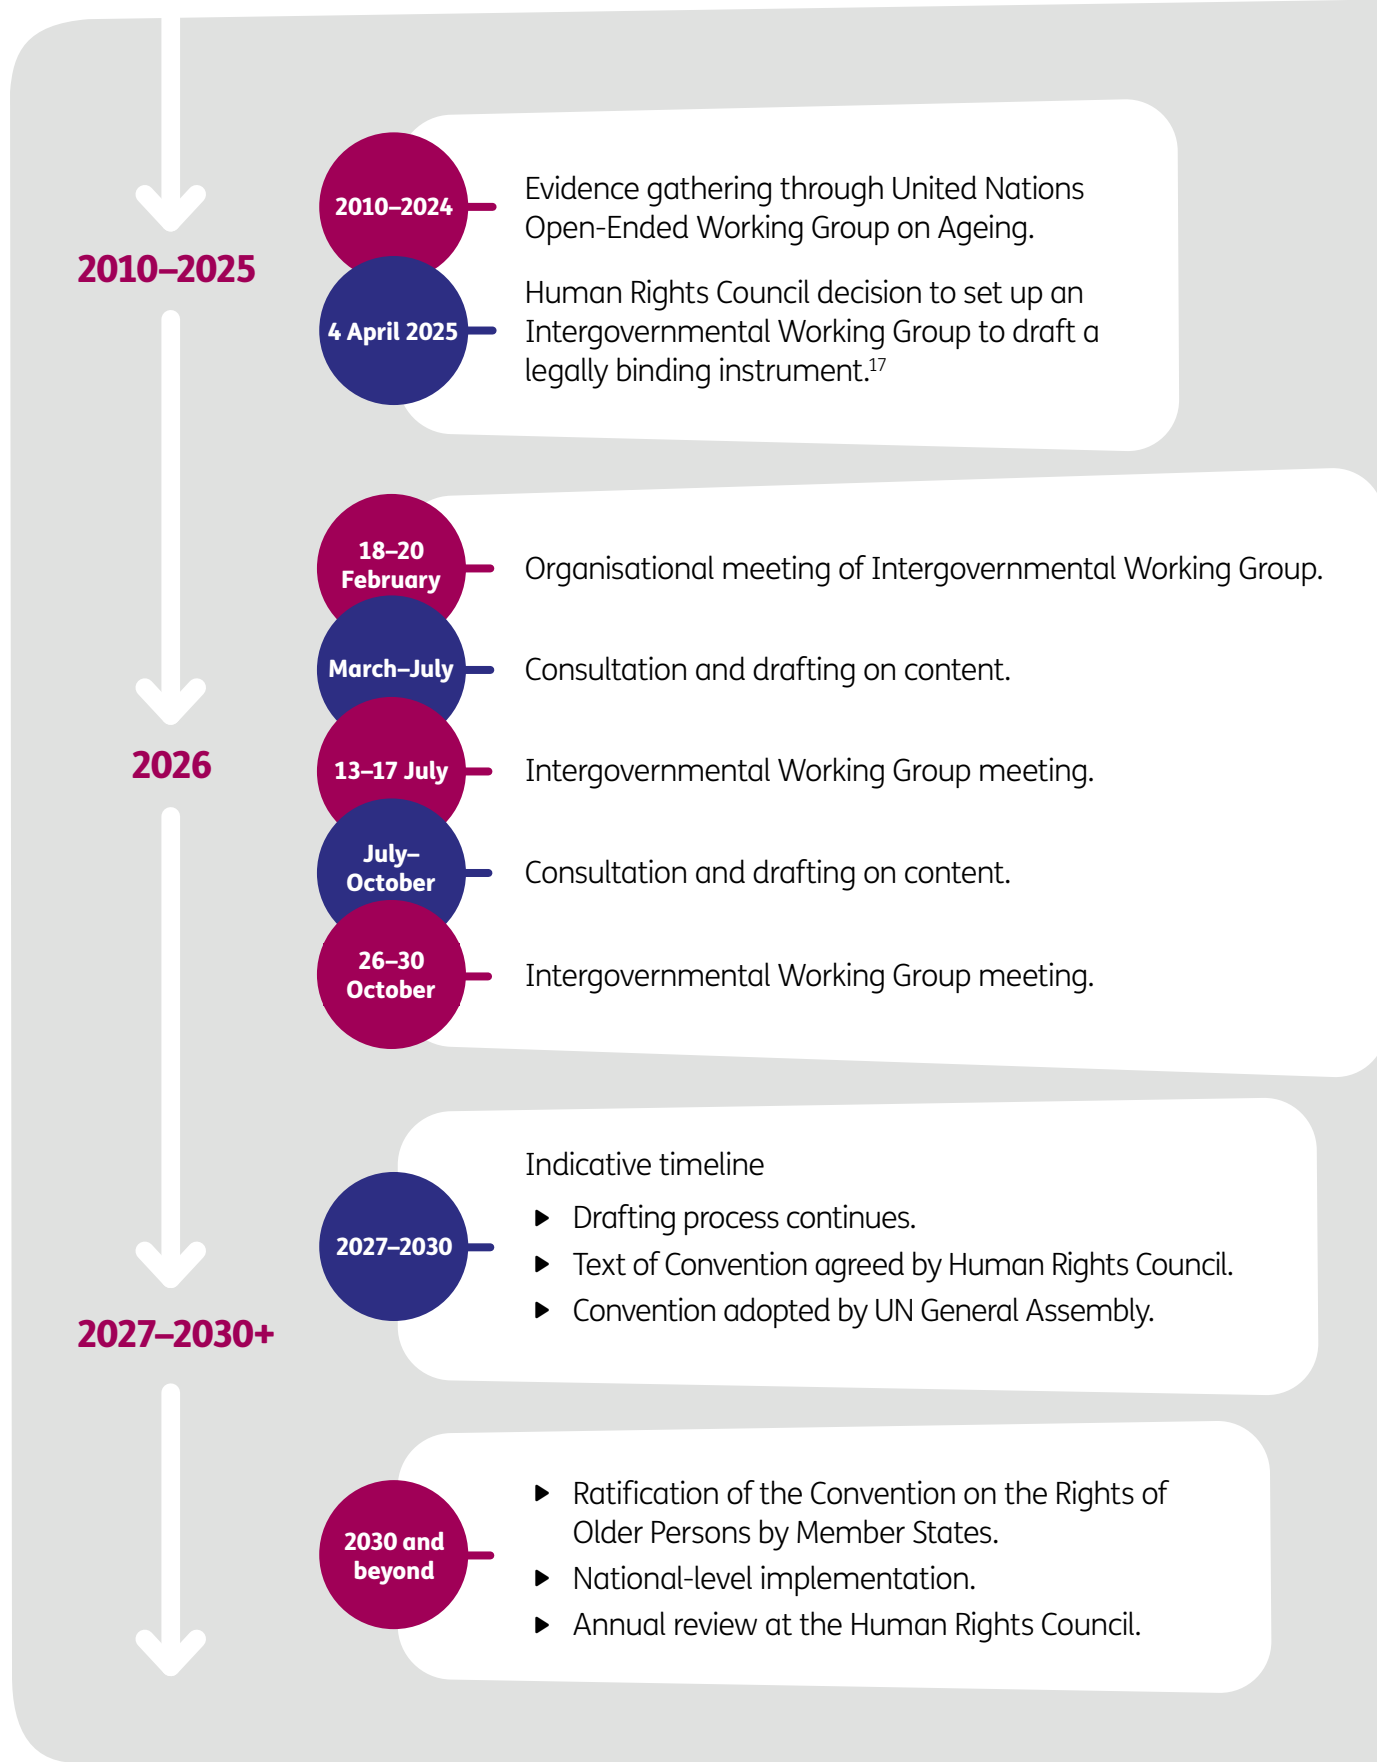 2010–2025
2010–2024
Evidence gathering through United Nations
Open-Ended Working Group on Ageing.
4 April 2025
Human Rights Council decision to set up an
Intergovernmental Working Group to draft a
legally binding instrument.17
2026
18–20
February
Organisational meeting of Intergovernmental Working Group.
March–July
Consultation and drafting on content.
13–17 July
Intergovernmental Working Group meeting.
July–
October
Consultation and drafting on content.
26–30
October
Intergovernmental Working Group meeting.
2027–2030+
2027–2030
Indicative timeline
Drafting process continues.
Text of Convention agreed by Human Rights Council.
Convention adopted by UN General Assembly.
2030 and
beyond
Ratification of the Convention on the Rights of
Older Persons by Member States.
National-level implementation.
Annual review at the Human Rights Council.